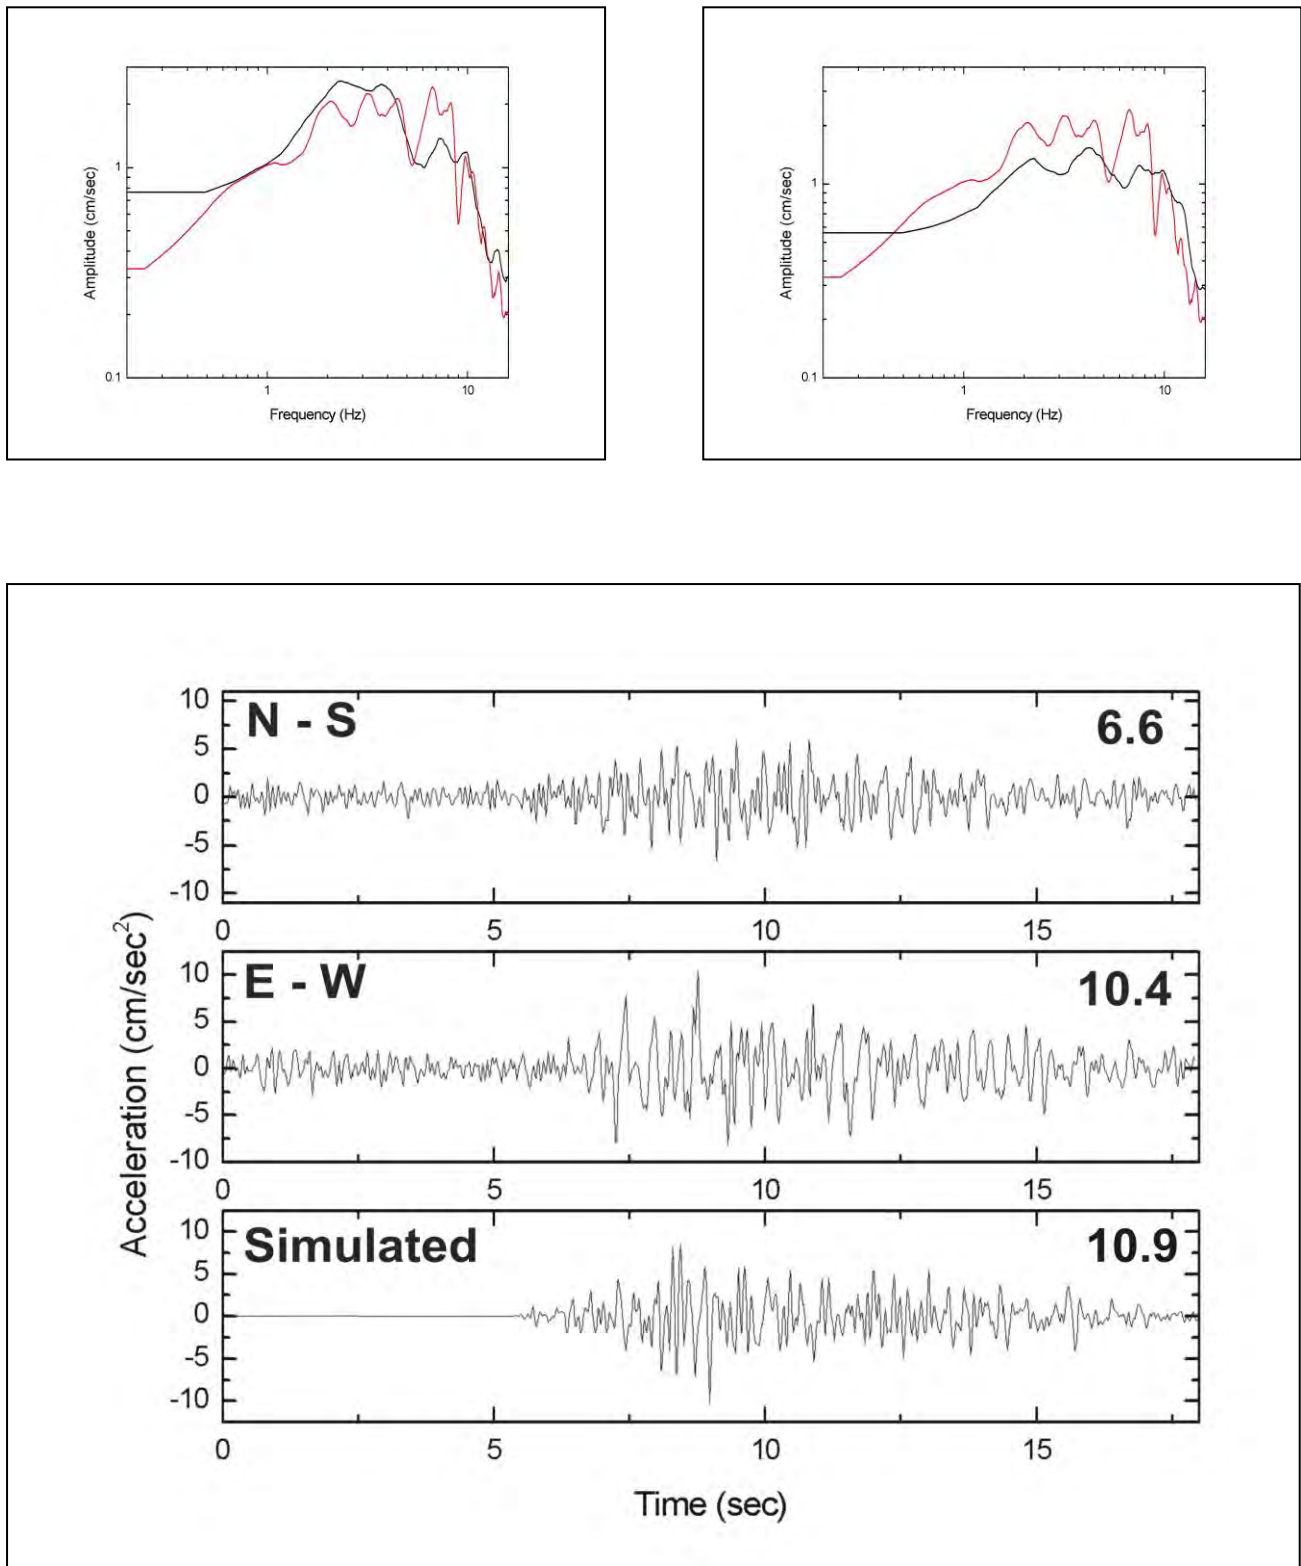 1
0.1
1
10
Amplitude (cm/sec)
Frequency (Hz)
1
0.1
1
10
Amplitude (cm/sec)
Frequency (Hz)
Acceleration (cm/sec²)
N - S
6.6
10
5
0
-5
-10
0 5 10 15
E - W
10.4
10
5
0
-5
-10
0 5 10 15
Simulated
10.9
10
5
0
-5
-10
0 5 10 15
Time (sec)